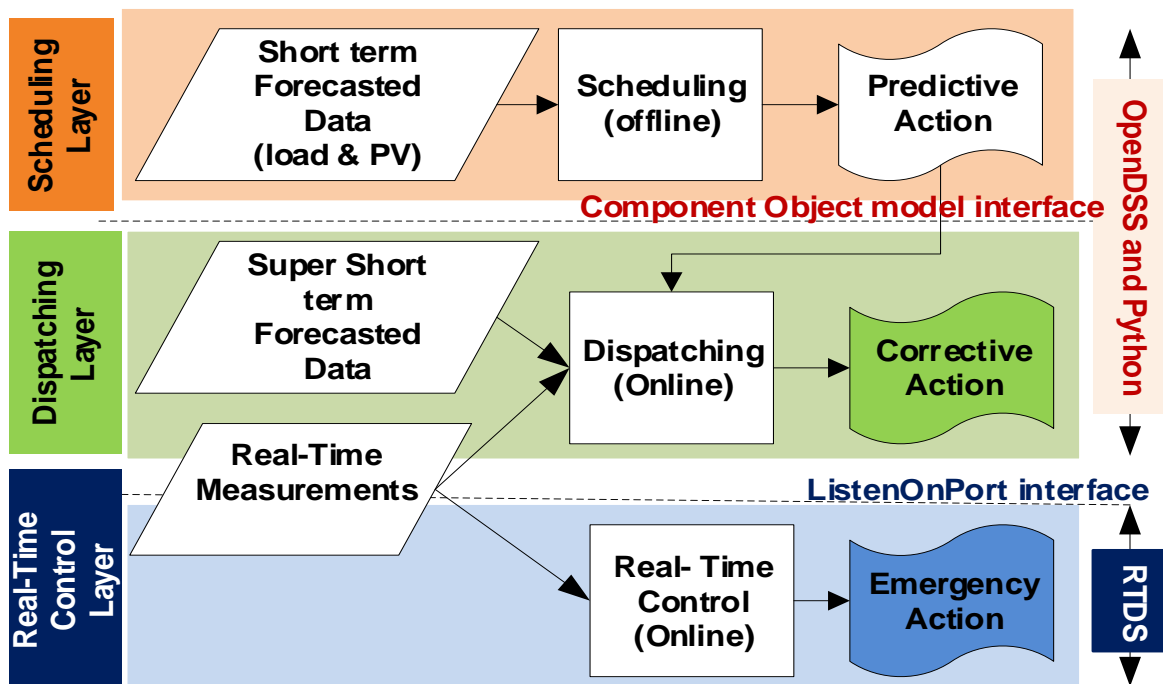 Scheduling
Layer
Short term
Forecasted
Data
(load & PV)
Scheduling
(offline)
Predictive
Action
OpenDSS and Python
Component Object model interface
Dispatching
Layer
Super Short
term
Forecasted
Data
Dispatching
(Online)
Corrective
Action
Real-Time
Measurements
ListenOnPort interface
Real-Time
Control
Layer
Real- Time
Control
(Online)
Emergency
Action
RTDS